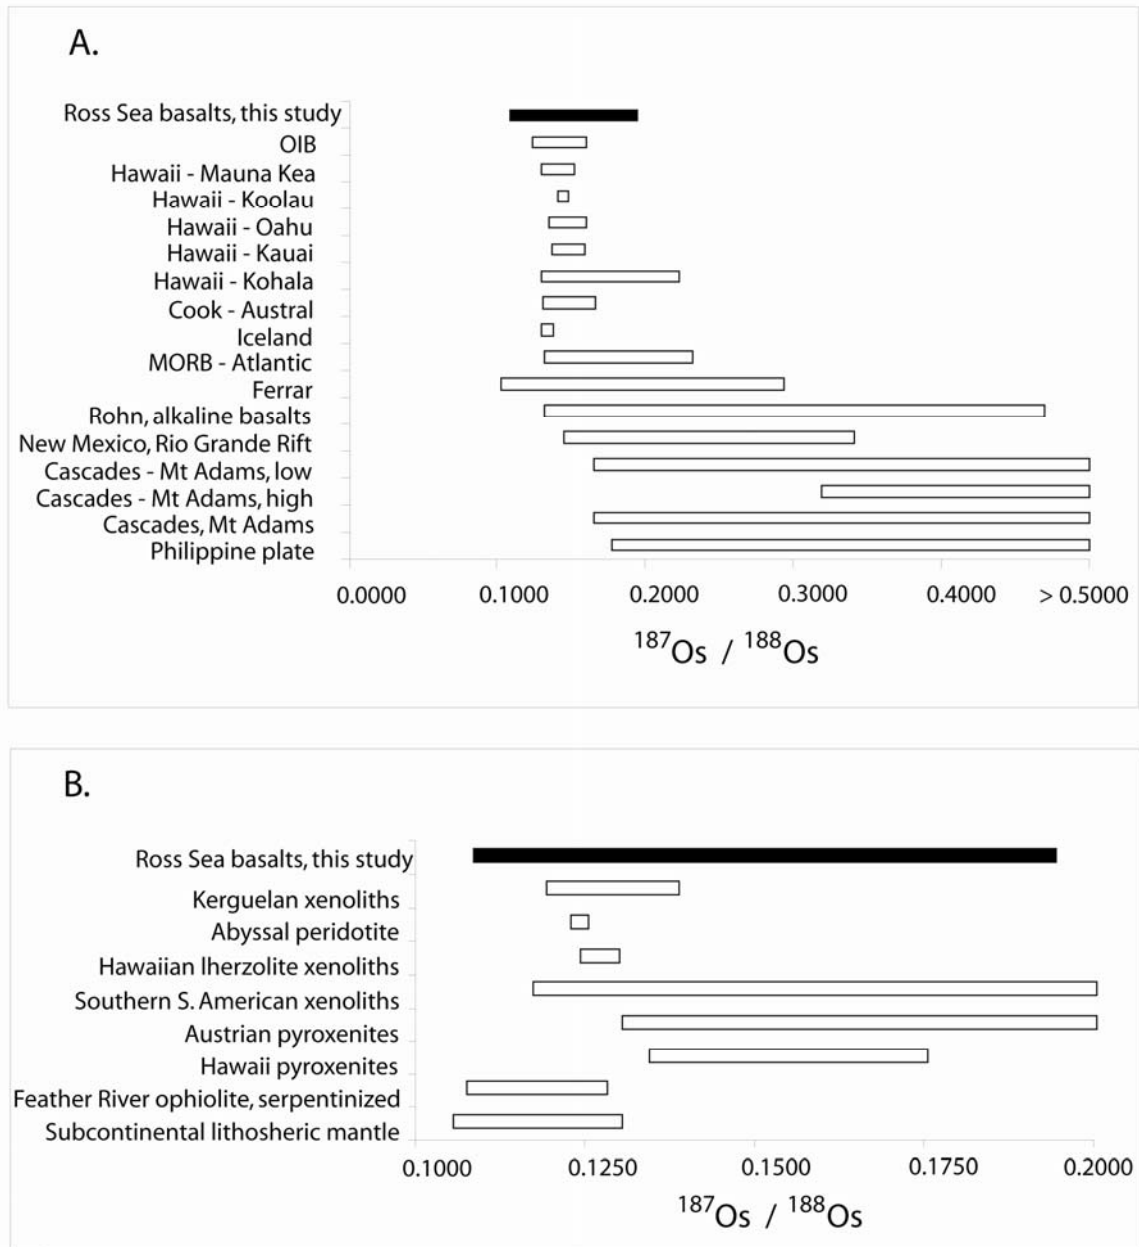 A.
Ross Sea basalts, this study
OIB
Hawaii - Mauna Kea
Hawaii - Koolau
Hawaii - Oahu
Hawaii - Kauai
Hawaii - Kohala
Cook - Austral
Iceland
MORB - Atlantic
Ferrar
Rohn, alkaline basalts
New Mexico, Rio Grande Rift
Cascades - Mt Adams, low
Cascades - Mt Adams, high
Cascades, Mt Adams
Philippine plate
0.0000 0.1000 0.2000 0.3000 0.4000 > 0.5000
187Os / 188Os
B.
Ross Sea basalts, this study
Kerguelan xenoliths
Abyssal peridotite
Hawaiian lherzolite xenoliths
Southern S. American xenoliths
Austrian pyroxenites
Hawaii pyroxenites
Feather River ophiolite, serpentinized
Subcontinental lithosheric mantle
0.1000 0.1250 0.1500 0.1750 0.2000
187Os / 188Os